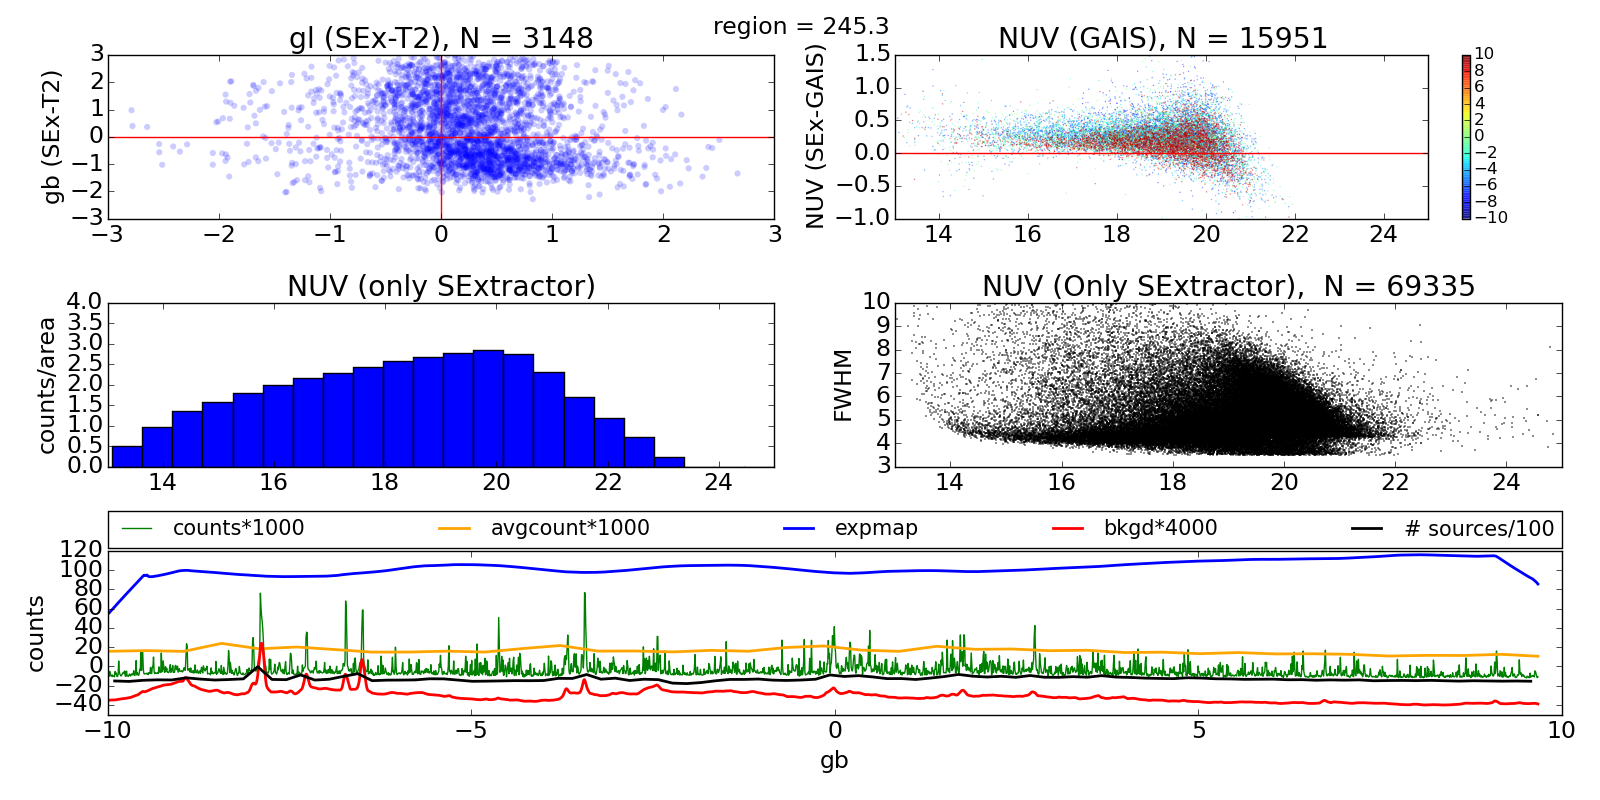 region = 245.3
gl (SEx-T2), N = 3148
NUV (GAIS), N = 15951
gb (SEx-T2)
3
2
1
0
−1
−2
−3
−3 −2 −1 0 1 2 3
NUV (SEx-GAIS)
1.5
1.0
0.5
0.0
−0.5
−1.0
14 16 18 20 22 24
10
8
6
4
2
0
−2
−4
−6
−8
−10
NUV (only SExtractor)
counts/area
4.0
3.5
3.0
2.5
2.0
1.5
1.0
0.5
0.0
14 16 18 20 22 24
NUV (Only SExtractor), N = 69335
FWHM
10
9
8
7
6
5
4
3
14 16 18 20 22 24
counts*1000 avgcount*1000 expmap bkgd*4000 # sources/100
counts
120
100
80
60
40
20
0
−20
−40
−10 −5 0 5 10
gb